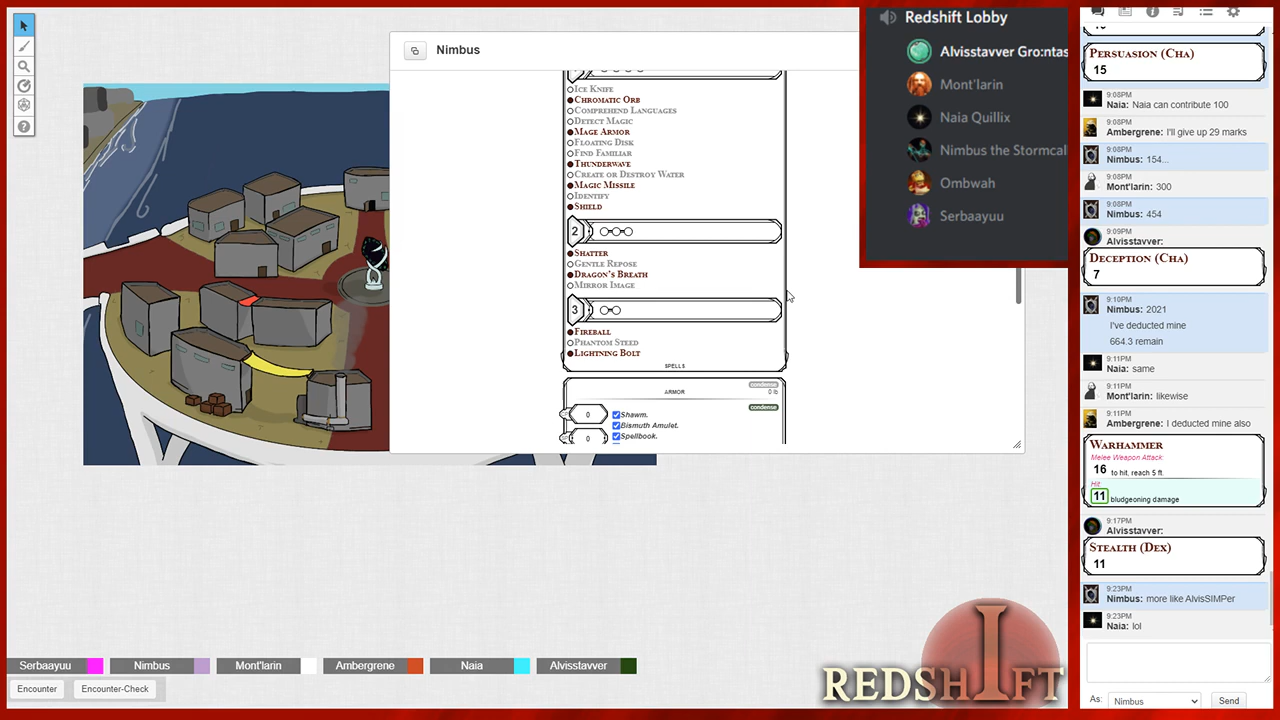 Nimbus
Ice Knife
Chromatic Orb
Comprehend Languages
Detect Magic
Mage Armor
Floating Disk
Find Familiar
Thunderwave
Create or Destroy Water
Magic Missile
Identify
Shield
2
Shatter
Gentle Repose
Dragon's Breath
Mirror Image
3
Fireball
Phantom Steed
Lightning Bolt
SPELLS
condense
ARMOR
0 lb
condense
0
Shawm.
Bismuth Amulet.
0
Spellbook.
Redshift Lobby
Alvisstavver Gro:ntas
Mont'larin
Naia Quillix
Nimbus the Stormcal
Ombwah
Serbaayuu
Persuasion (Cha)
15
9:08PM
Naia: Naia can contribute 100
9:08PM
Ambergrene: I'll give up 29 marks
9:08PM
Nimbus: 154...
9:08PM
Mont'larin: 300
9:08PM
Nimbus: 454
9:09PM
Alvisstavver:
Deception (Cha)
7
9:10PM
Nimbus: 2021
I've deducted mine
664.3 remain
9:11PM
Naia: same
9:11PM
Mont'larin: likewise
9:11PM
Ambergrene: I deducted mine also
Warhammer
Melee Weapon Attack:
16 to hit, reach 5 ft.
Hit:
11 bludgeoning damage
9:17PM
Alvisstavver:
Stealth (Dex)
11
9:23PM
Nimbus: more like AlvisSIMPer
9:23PM
Naia: lol
As: Nimbus Send
Serbaayuu Nimbus Mont'larin Ambergrene Naia Alvisstavver
Encounter Encounter-Check
REDSHIFT